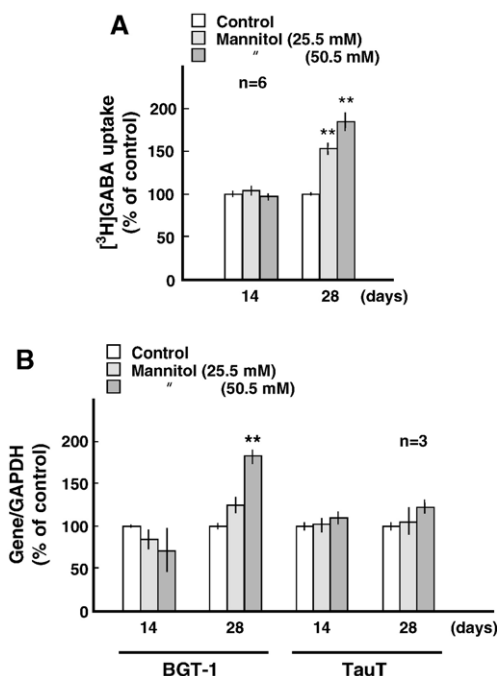 A
Control
Mannitol (25.5 mM)
〃 (50.5 mM)
n=6
** **
[³H]GABA uptake
(% of control)
200
150
100
50
0
14 28 (days)
B
Control
Mannitol (25.5 mM)
〃 (50.5 mM)
**
n=3
Gene/GAPDH
(% of control)
200
150
100
50
0
14 28 14 28 (days)
BGT-1 TauT